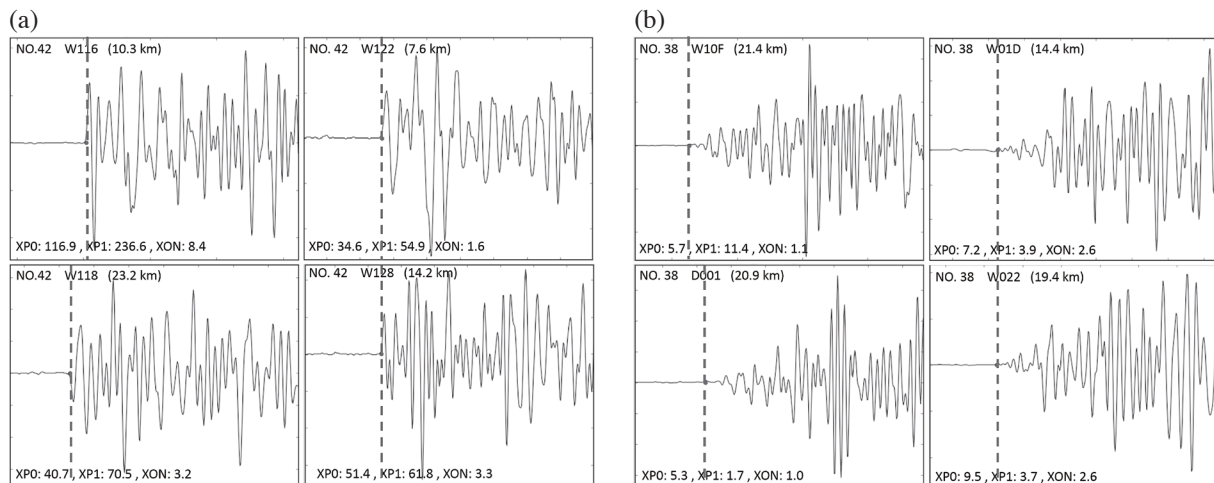 (a)
NO.42 W116 (10.3 km)
XP0: 116.9 , XP1: 236.6 , XON: 8.4
NO. 42 W122 (7.6 km)
XP0: 34.6 , XP1: 54.9 , XON: 1.6
NO.42 W118 (23.2 km)
XP0: 40.7, XP1: 70.5 , XON: 3.2
NO. 42 W128 (14.2 km)
XP0: 51.4 , XP1: 61.8 , XON: 3.3
(b)
NO. 38 W10F (21.4 km)
XP0: 5.7 , XP1: 11.4 , XON: 1.1
NO. 38 W01D (14.4 km)
XP0: 7.2 , XP1: 3.9 , XON: 2.6
NO. 38 D001 (20.9 km)
XP0: 5.3 , XP1: 1.7 , XON: 1.0
NO. 38 W022 (19.4 km)
XP0: 9.5 , XP1: 3.7 , XON: 2.6